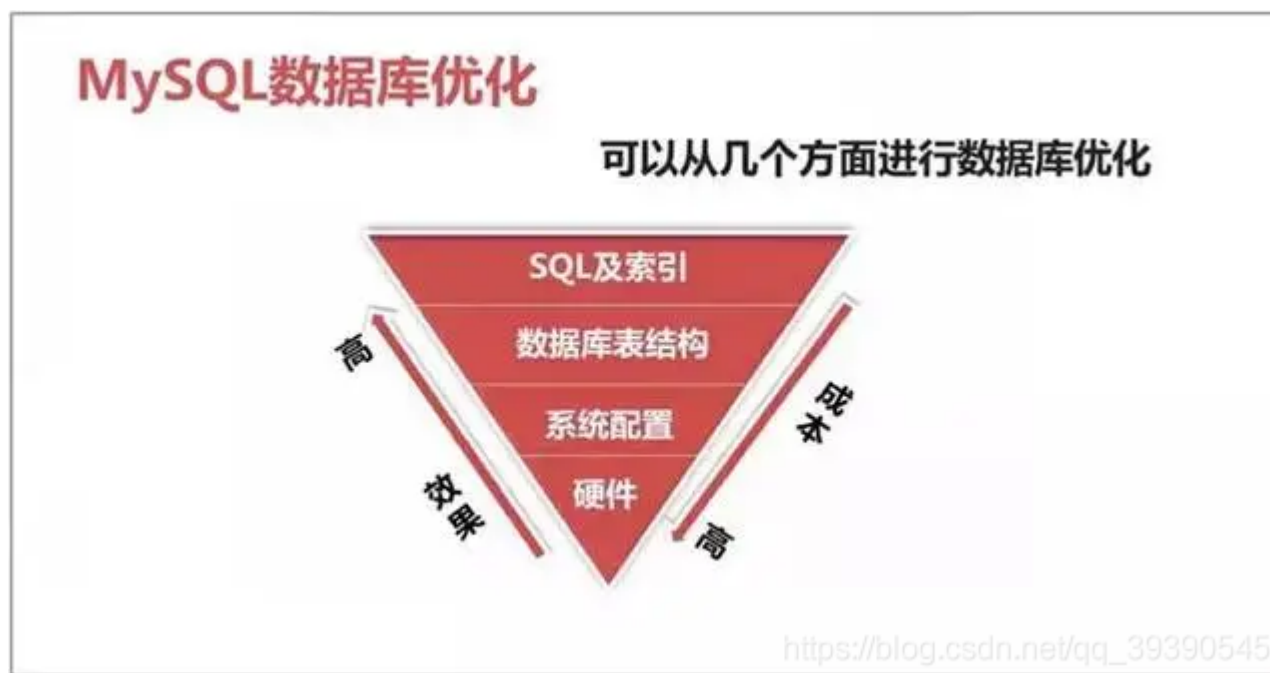 MySQL数据库优化
可以从几个方面进行数据库优化
SQL及索引
数据库表结构
系统配置
硬件
高
效果
成本
高
https://blog.csdn.net/qq_39390545